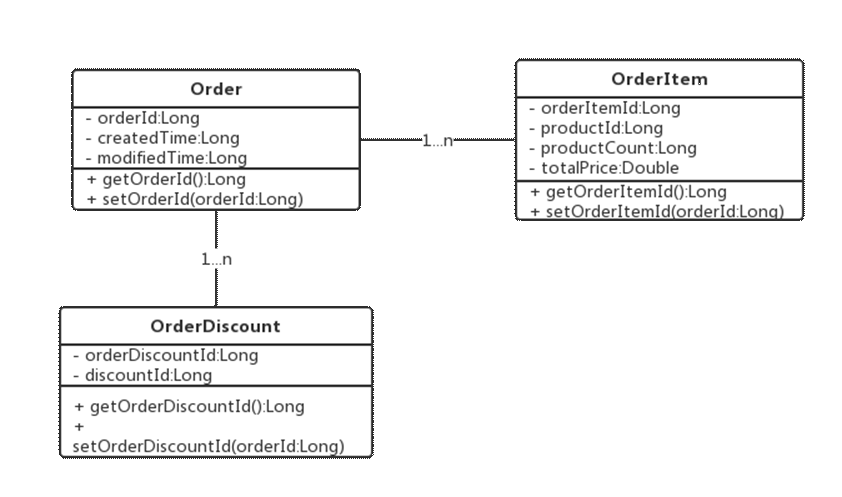 Order
- orderId:Long
- createdTime:Long
- modifiedTime:Long
+ getOrderId():Long
+ setOrderId(orderId:Long)
1...n
OrderItem
- orderItemId:Long
- productId:Long
- productCount:Long
- totalPrice:Double
+ getOrderItemId():Long
+ setOrderItemId(orderId:Long)
1...n
OrderDiscount
- orderDiscountId:Long
- discountId:Long
+ getOrderDiscountId():Long
+
setOrderDiscountId(orderId:Long)